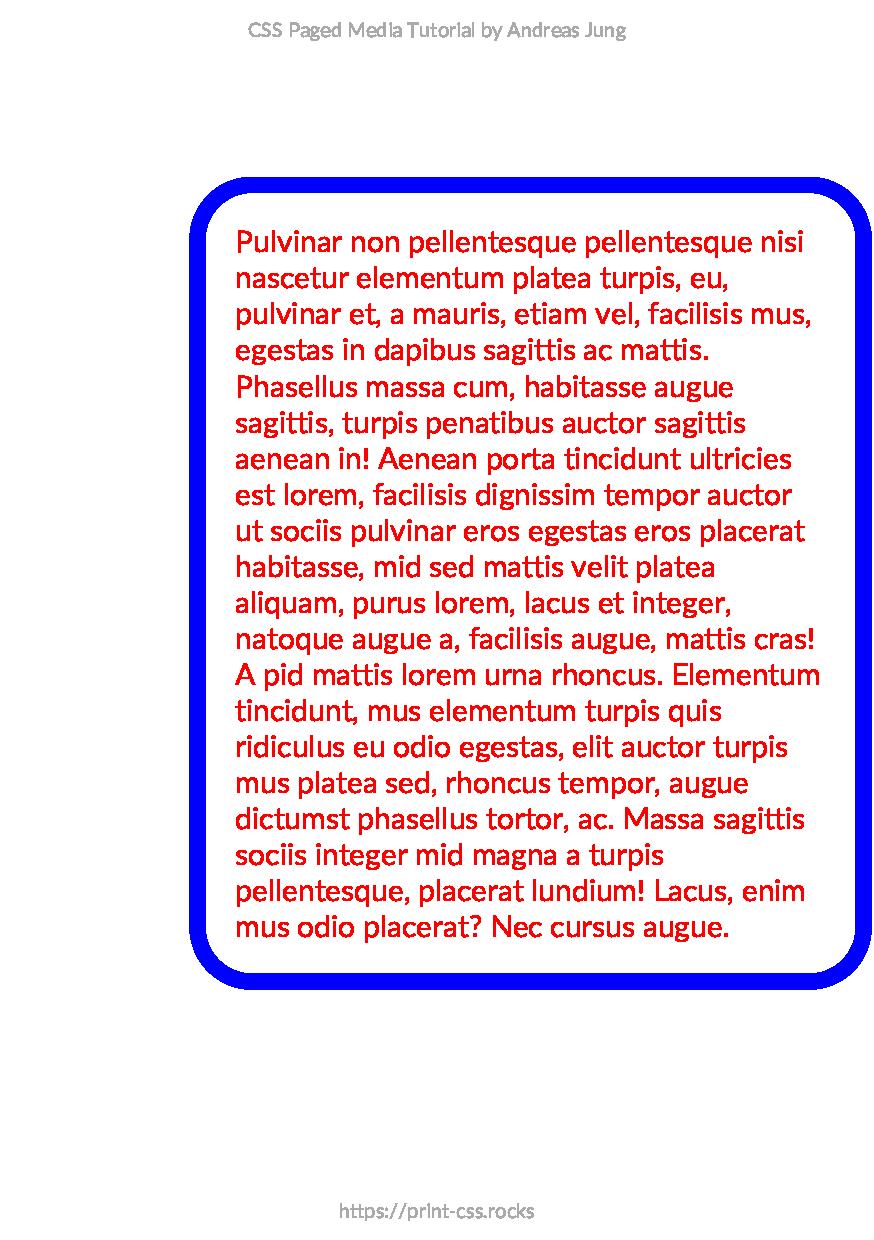 CSS Paged Media Tutorial by Andreas Jung
Pulvinar non pellentesque pellentesque nisi
nascetur elementum platea turpis, eu,
pulvinar et, a mauris, etiam vel, facilisis mus,
egestas in dapibus sagittis ac mattis.
Phasellus massa cum, habitasse augue
sagittis, turpis penatibus auctor sagittis
aenean in! Aenean porta tincidunt ultricies
est lorem, facilisis dignissim tempor auctor
ut sociis pulvinar eros egestas eros placerat
habitasse, mid sed mattis velit platea
aliquam, purus lorem, lacus et integer,
natoque augue a, facilisis augue, mattis cras!
A pid mattis lorem urna rhoncus. Elementum
tincidunt, mus elementum turpis quis
ridiculus eu odio egestas, elit auctor turpis
mus platea sed, rhoncus tempor, augue
dictumst phasellus tortor, ac. Massa sagittis
sociis integer mid magna a turpis
pellentesque, placerat lundium! Lacus, enim
mus odio placerat? Nec cursus augue.
https://print-css.rocks